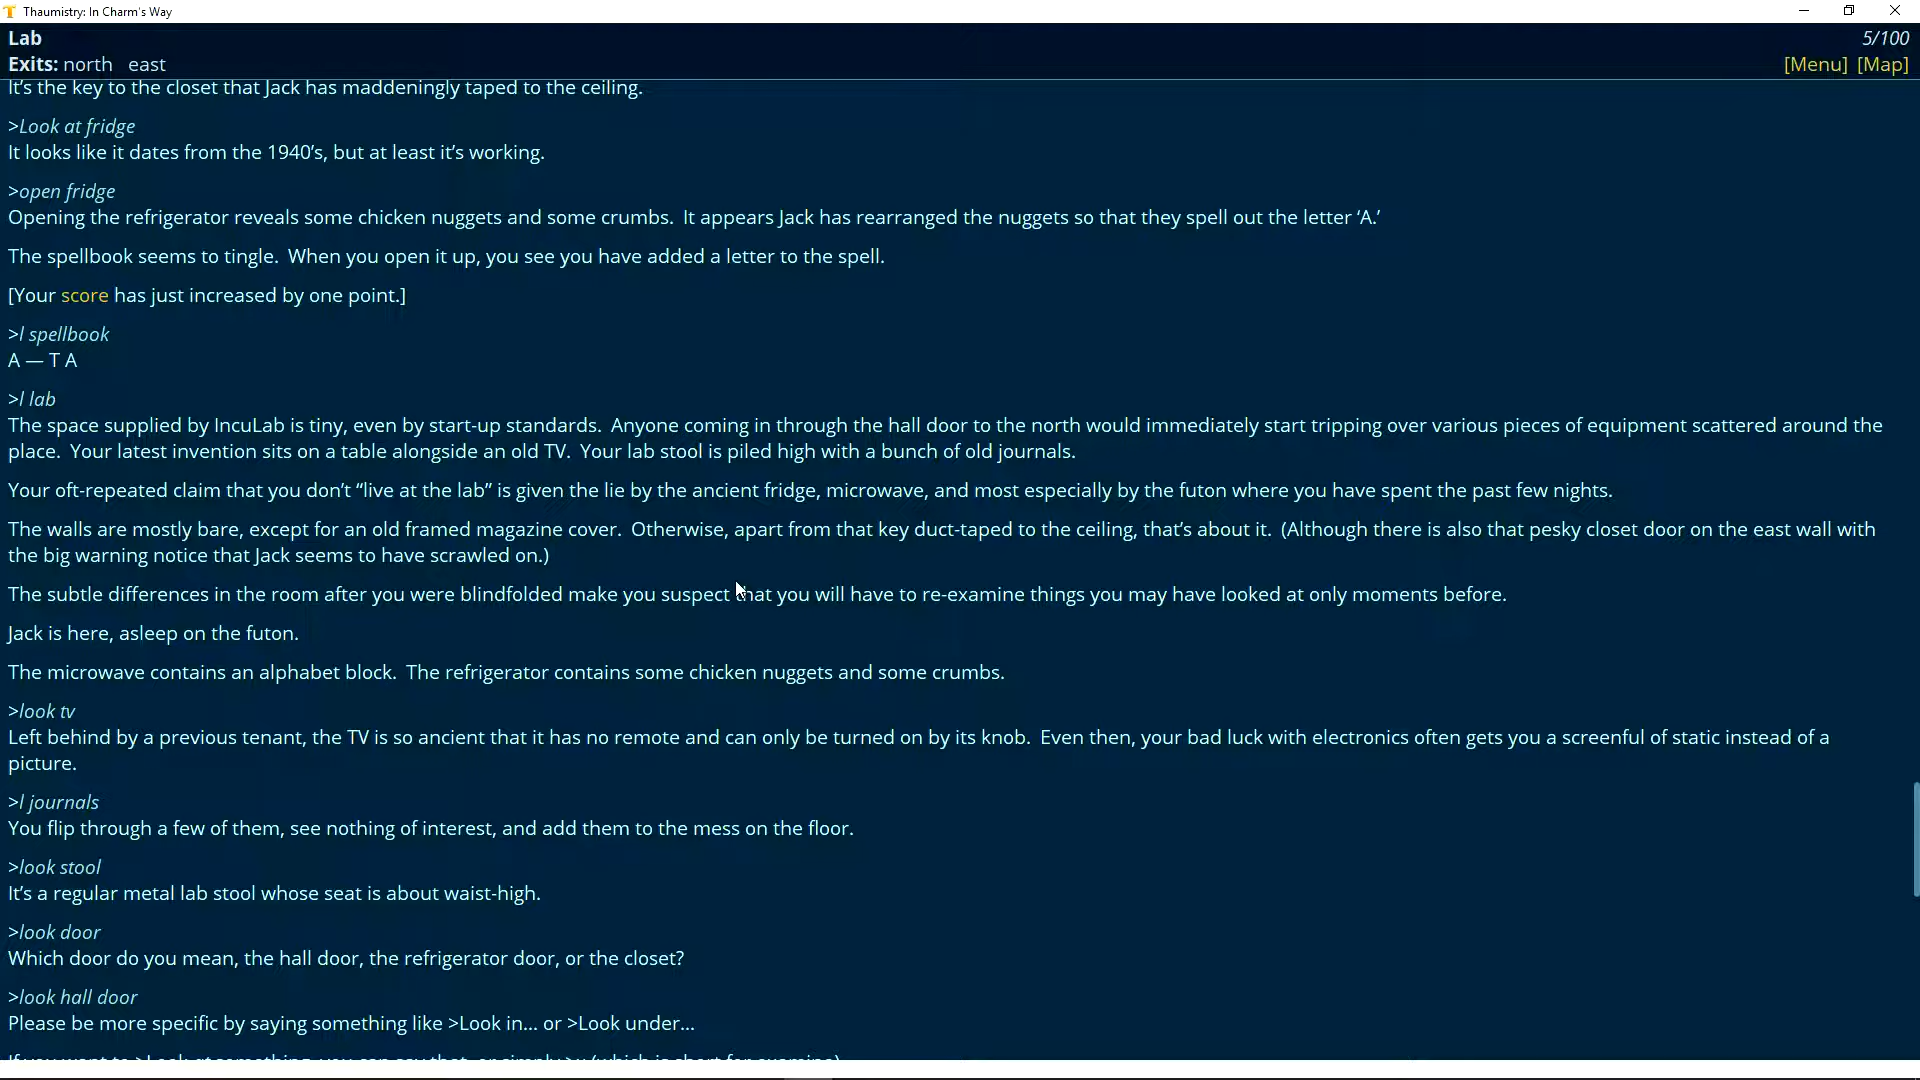 Thaumistry: In Charm's Way
Lab
5/100
Exits: north east
[Menu] [Map]
It's the key to the closet that Jack has maddeningly taped to the ceiling.
>Look at fridge
It looks like it dates from the 1940's, but at least it's working.
>open fridge
Opening the refrigerator reveals some chicken nuggets and some crumbs. It appears Jack has rearranged the nuggets so that they spell out the letter ‘A.’
The spellbook seems to tingle. When you open it up, you see you have added a letter to the spell.
[Your score has just increased by one point.]
>l spellbook
A — T A
>l lab
The space supplied by IncuLab is tiny, even by start-up standards. Anyone coming in through the hall door to the north would immediately start tripping over various pieces of equipment scattered around the
place. Your latest invention sits on a table alongside an old TV. Your lab stool is piled high with a bunch of old journals.
Your oft-repeated claim that you don't “live at the lab” is given the lie by the ancient fridge, microwave, and most especially by the futon where you have spent the past few nights.
The walls are mostly bare, except for an old framed magazine cover. Otherwise, apart from that key duct-taped to the ceiling, that's about it. (Although there is also that pesky closet door on the east wall with
the big warning notice that Jack seems to have scrawled on.)
The subtle differences in the room after you were blindfolded make you suspect that you will have to re-examine things you may have looked at only moments before.
Jack is here, asleep on the futon.
The microwave contains an alphabet block. The refrigerator contains some chicken nuggets and some crumbs.
>look tv
Left behind by a previous tenant, the TV is so ancient that it has no remote and can only be turned on by its knob. Even then, your bad luck with electronics often gets you a screenful of static instead of a
picture.
>l journals
You flip through a few of them, see nothing of interest, and add them to the mess on the floor.
>look stool
It's a regular metal lab stool whose seat is about waist-high.
>look door
Which door do you mean, the hall door, the refrigerator door, or the closet?
>look hall door
Please be more specific by saying something like >Look in... or >Look under...
If you want to >Look at something, you can say that, or simply >x (which is short for examine)